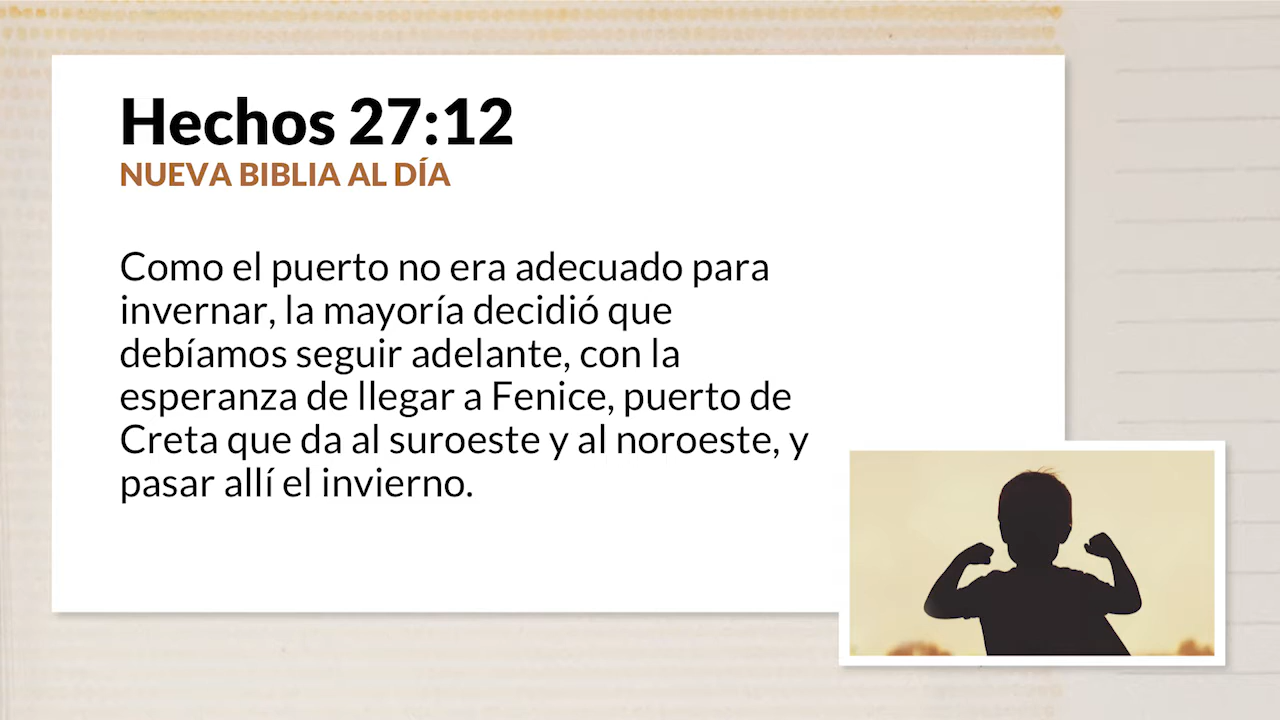 Hechos 27:12
NUEVA BIBLIA AL DÍA
Como el puerto no era adecuado para
invernar, la mayoría decidió que
debíamos seguir adelante, con la
esperanza de llegar a Fenice, puerto de
Creta que da al suroeste y al noroeste, y
pasar allí el invierno.